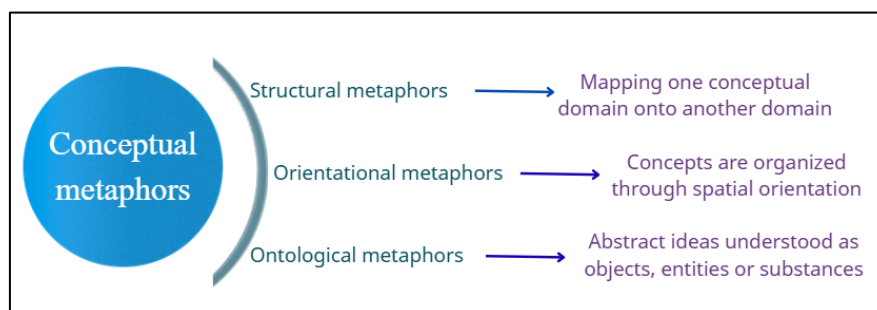 Conceptual
metaphors
Structural metaphors
Mapping one conceptual
domain onto another domain
Orientational metaphors
Concepts are organized
through spatial orientation
Ontological metaphors
Abstract ideas understood as
objects, entities or substances